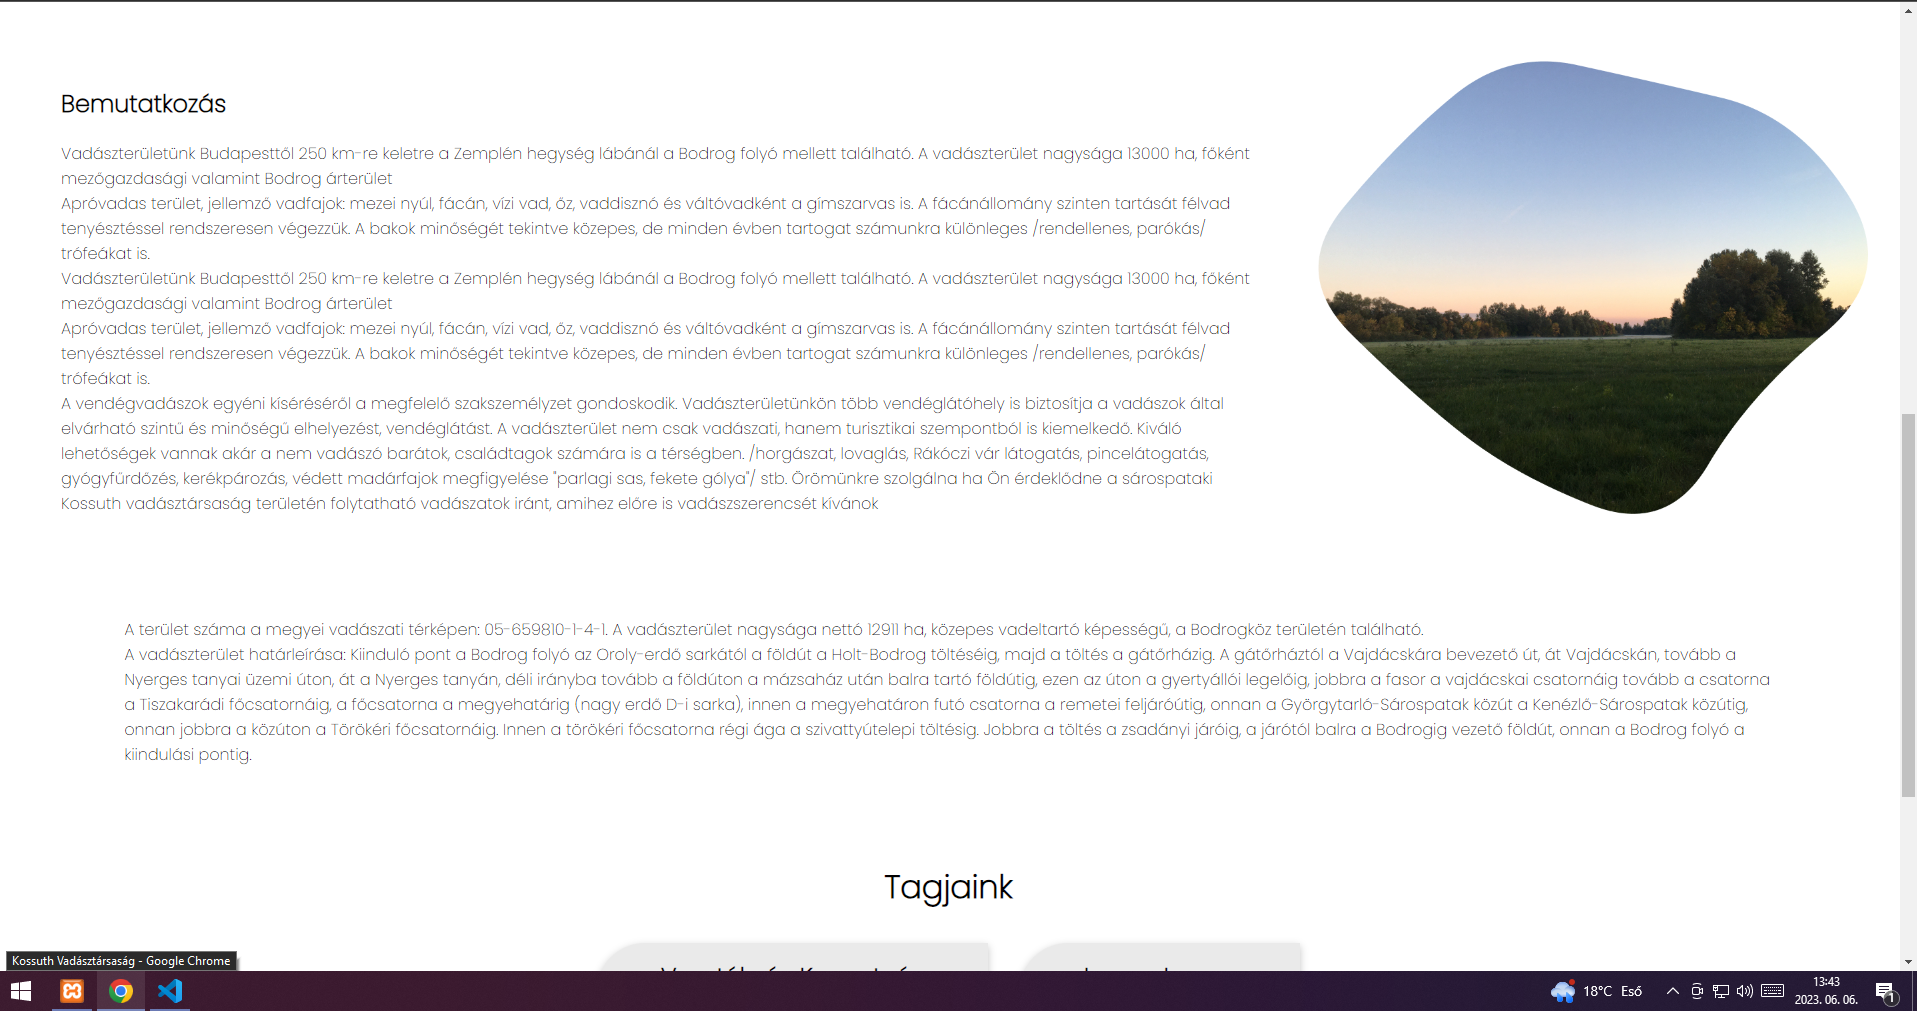 Bemutatkozás
Vadászterületünk Budapesttől 250 km-re keletre a Zemplén hegység lábánál a Bodrog folyó mellett található. A vadászterület nagysága 13000 ha, főként
mezőgazdasági valamint Bodrog árterület
Apróvadas terület, jellemző vadfajok: mezei nyúl, fácán, vízi vad, őz, vaddisznó és váltóvadként a gímszarvas is. A fácánállomány szinten tartását félvad
tenyésztéssel rendszeresen végezzük. A bakok minőségét tekintve közepes, de minden évben tartogat számunkra különleges /rendellenes, parókás/
trófeákat is.
Vadászterületünk Budapesttől 250 km-re keletre a Zemplén hegység lábánál a Bodrog folyó mellett található. A vadászterület nagysága 13000 ha, főként
mezőgazdasági valamint Bodrog árterület
Apróvadas terület, jellemző vadfajok: mezei nyúl, fácán, vízi vad, őz, vaddisznó és váltóvadként a gímszarvas is. A fácánállomány szinten tartását félvad
tenyésztéssel rendszeresen végezzük. A bakok minőségét tekintve közepes, de minden évben tartogat számunkra különleges /rendellenes, parókás/
trófeákat is.
A vendégvadászok egyéni kíséréséről a megfelelő szakszemélyzet gondoskodik. Vadászterületünkön több vendéglátóhely is biztosítja a vadászok által
elvárható szintű és minőségű elhelyezést, vendéglátást. A vadászterület nem csak vadászati, hanem turisztikai szempontból is kiemelkedő. Kiváló
lehetőségek vannak akár a nem vadászó barátok, családtagok számára is a térségben. /horgászat, lovaglás, Rákóczi vár látogatás, pincelátogatás,
gyógyfürdőzés, kerékpározás, védett madárfajok megfigyelése "parlagi sas, fekete gólya"/ stb. Örömünkre szolgálna ha Ön érdeklődne a sárospataki
Kossuth vadásztársaság területén folytatható vadászatok iránt, amihez előre is vadászszerencsét kívánok
A terület száma a megyei vadászati térképen: 05-659810-1-4-1. A vadászterület nagysága nettó 12911 ha, közepes vadeltartó képességű, a Bodrogköz területén található.
A vadászterület határleírása: Kiinduló pont a Bodrog folyó az Oroly-erdő sarkától a földút a Holt-Bodrog töltéséig, majd a töltés a gátőrházig. A gátőrháztól a Vajdácskára bevezető út, át Vajdácskán, tovább a
Nyerges tanyai üzemi úton, át a Nyerges tanyán, déli irányba tovább a földúton a mázsaház után balra tartó földútig, ezen az úton a gyertyállói legelőig, jobbra a fasor a vajdácskai csatornáig tovább a csatorna
a Tiszakarádi főcsatornáig, a főcsatorna a megyehatárig (nagy erdő D-i sarka), innen a megyehatáron futó csatorna a remetei feljáróútig, onnan a Györgytarló-Sárospatak közút a Kenézló-Sárospatak közútig,
onnan jobbra a közúton a Törökéri főcsatornáig. Innen a törökéri főcsatorna régi ága a szivattyútelepi töltésig. Jobbra a töltés a zsadányi járóig, a járótól balra a Bodrogig vezető földút, onnan a Bodrog folyó a
kiindulási pontig.
Tagjaink
Kossuth Vadásztársaság - Google Chrome
18°C Eső
13:43
2023. 06. 06.
1